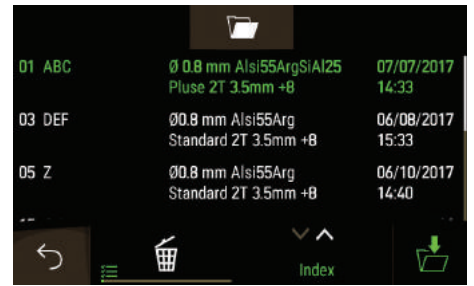 01 ABC Ø 0.8 mm Alsi55ArgSiAl25 07/07/2017
Pluse 2T 3.5mm +8 14:33
03 DEF Ø0.8 mm Alsi55Arg 06/08/2017
Standard 2T 3.5mm +8 15:33
05 Z Ø0.8 mm Alsi55Arg 06/10/2017
Standard 2T 3.5mm +8 14:40
Index